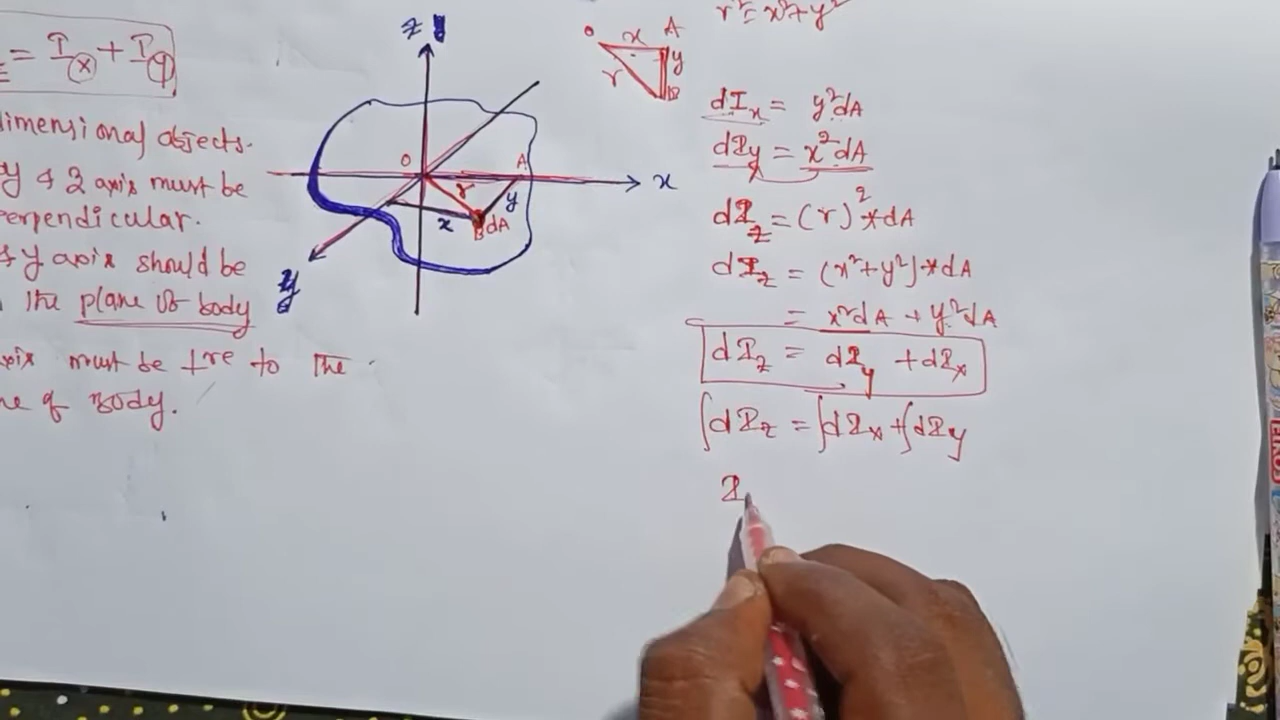 = I x + I y
dimensional objects.
y & z axis must be
perpendicular.
& y axis should be
the plane of body
axis must be ⊥re to the
of body.
z y
x
y
O
A
r
y
x
B dA
O
A
x
y
r
B
r² = x² + y²
dIx = y²dA
dIy = x²dA
dIz = (r)² * dA
dIz = (x² + y²) * dA
= x²dA + y²dA
dIz = dIy + dIx
∫dIz = ∫dIx + ∫dIy
I